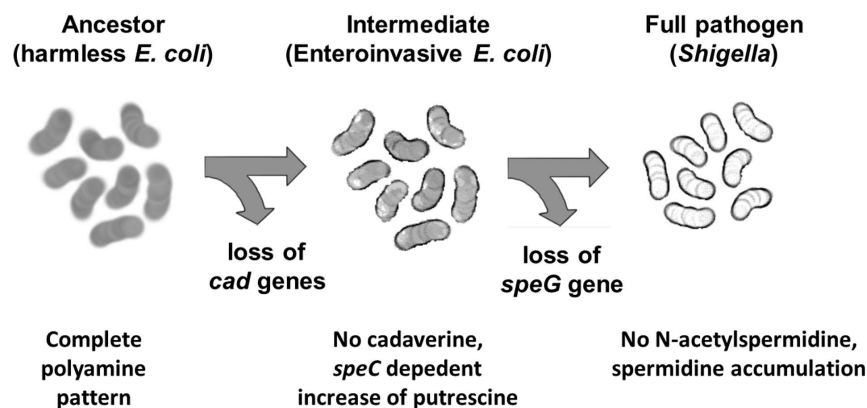 Ancestor
(harmless E. coli)
Intermediate
(Enteroinvasive E. coli)
Full pathogen
(Shigella)
loss of
cad genes
loss of
speG gene
Complete
polyamine
pattern
No cadaverine,
speC depedent
increase of putrescine
No N-acetylspermidine,
spermidine accumulation